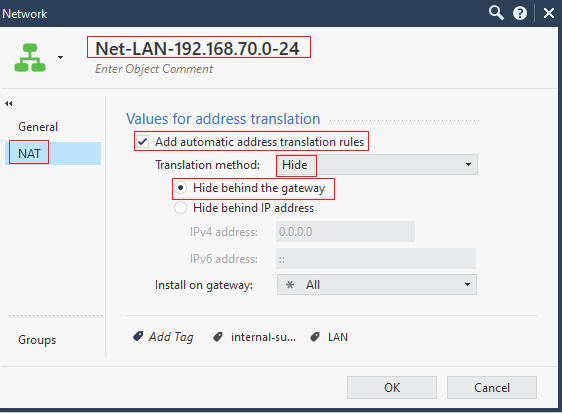 Network
Net-LAN-192.168.70.0-24
Enter Object Comment
General
NAT
Groups
Values for address translation
Add automatic address translation rules
Translation method: Hide
Hide behind the gateway
Hide behind IP address
IPv4 address: 0.0.0.0
IPv6 address: ::
Install on gateway: All
Add Tag internal-su... LAN
OK Cancel